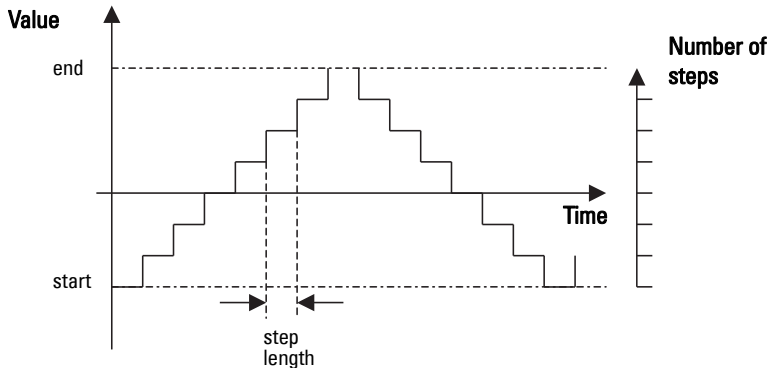 Value
end
Number of
steps
Time
start
step
length